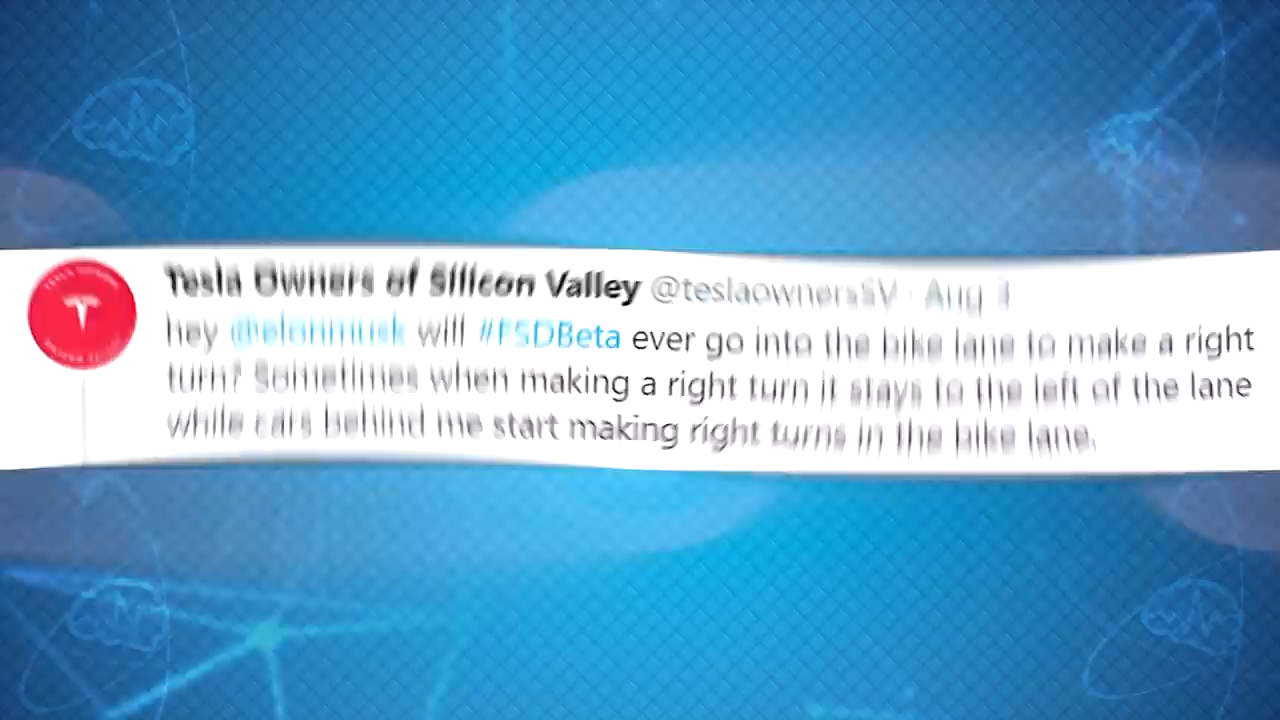 Tesla Owners of Silicon Valley @teslaownersSV · Aug
hey @elonmusk will #FSDBeta ever go into the bike lane to make a right
turn? Sometimes when making a right turn it stays to the left of the lane
while cars behind me start making right turns in the bike lane.